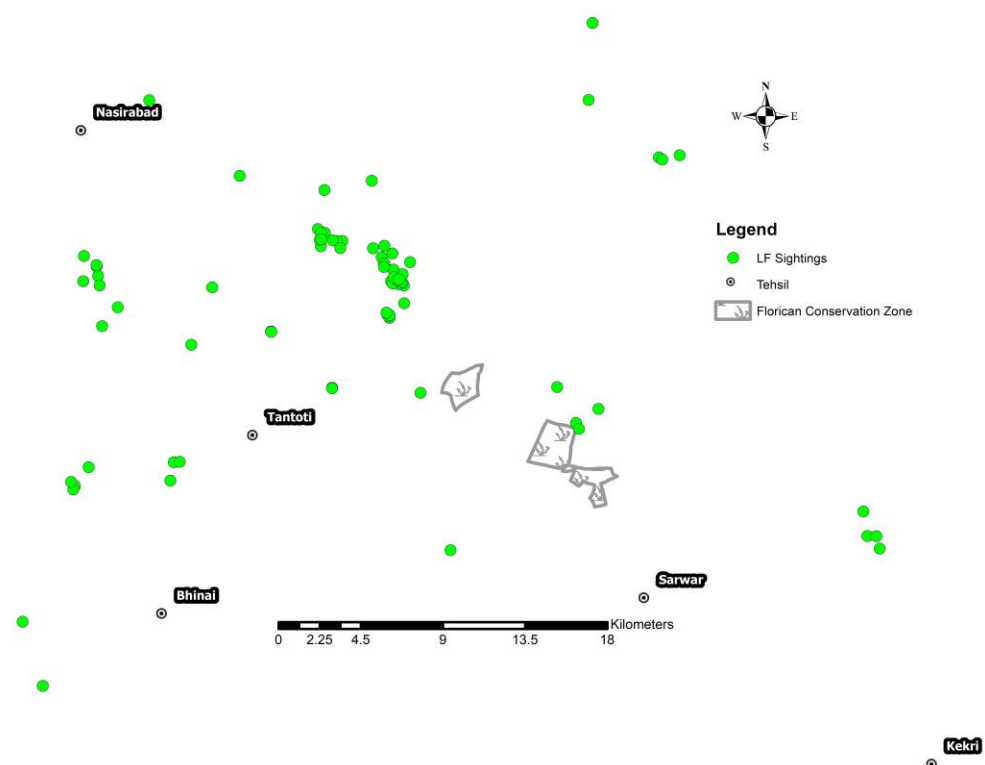 Nasirabad
N
W E
S
Legend
LF Sightings
Tehsil
Florican Conservation Zone
Tantoti
Bhinai
Sarwar
Kilometers
0 2.25 4.5 9 13.5 18
Kekri